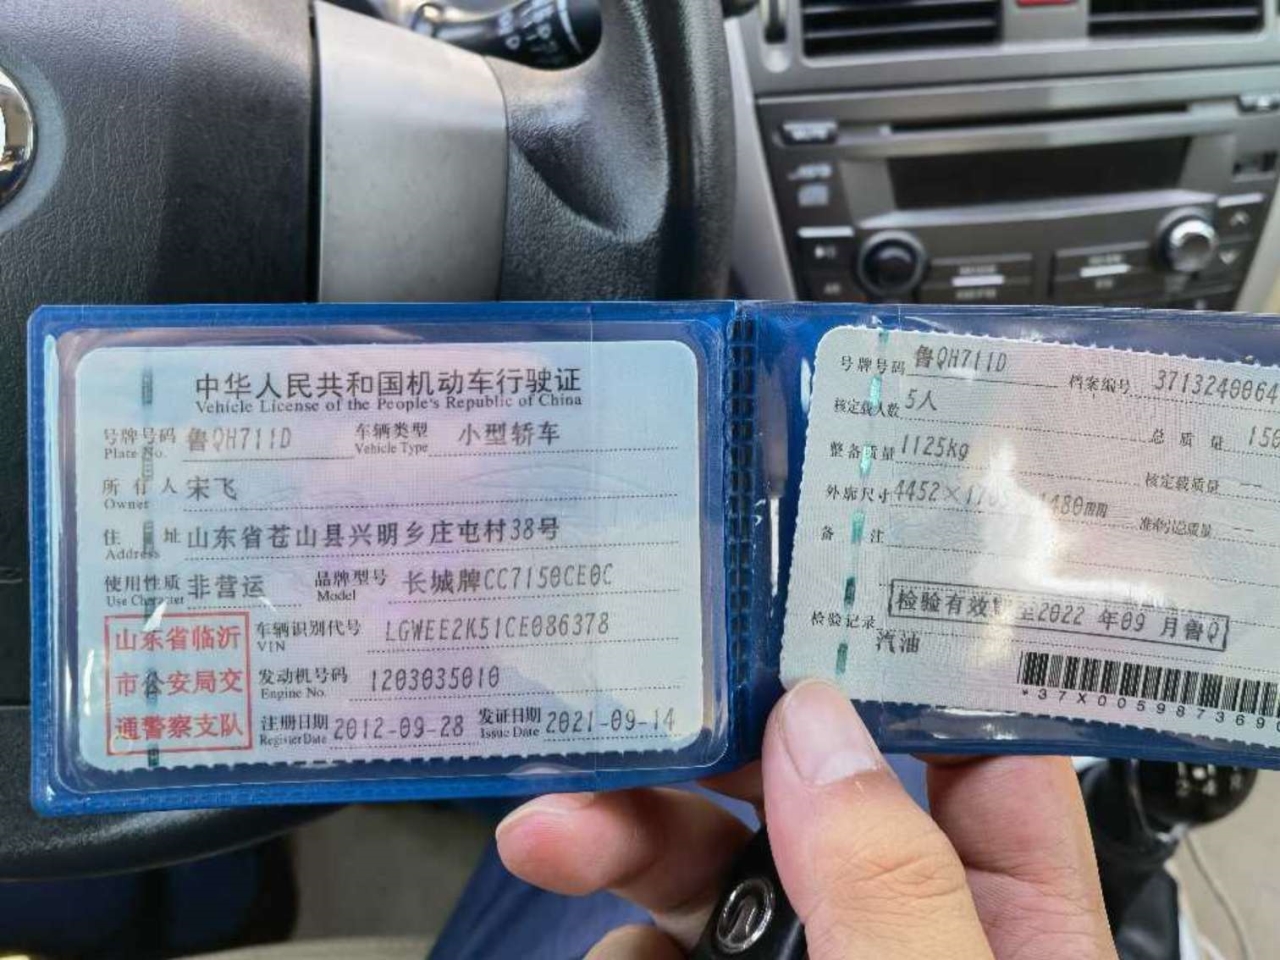 中华人民共和国机动车行驶证
Vehicle License of the People's Republic of China
号牌号码 鲁QH711D 车辆类型 小型轿车
Plate No. Vehicle Type
所有人 宋飞
Owner
住址 山东省苍山县兴明乡庄屯村38号
Address
使用性质 非营运 品牌型号 长城牌CC7150CE0C
Use Character Model
山东省临沂
市公安局交
通警察支队
车辆识别代号 LGWEE2K51CE086378
VIN
发动机号码 1203035010
Engine No.
注册日期 2012-09-28 发证日期 2021-09-14
Register Date Issue Date
号牌号码 鲁QH711D 档案编号 3713240064
核定载人数 5人 总质量 150
整备质量 1125kg 核定载质量 --
外廓尺寸 4452×17 1480mm 准牵引总质量 --
备注
检验有效期至2022 年09 月鲁Q
检验记录
汽油
*37X005987369